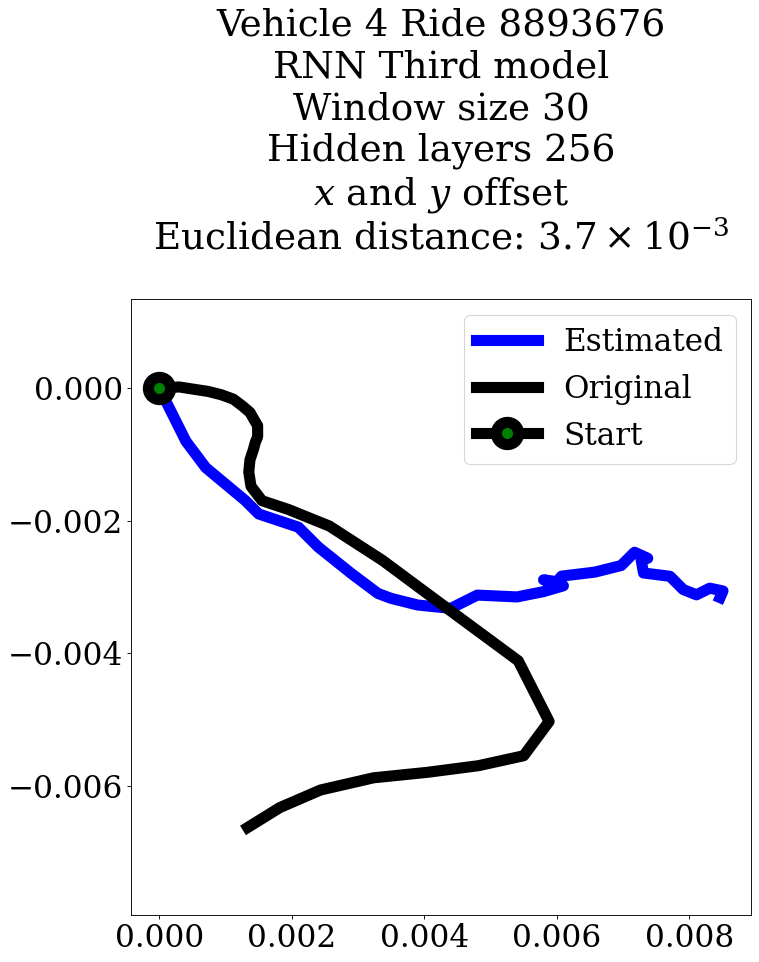 Vehicle 4 Ride 8893676
RNN Third model
Window size 30
Hidden layers 256
x and y offset
Euclidean distance: 3.7 × 10⁻³
Estimated
Original
Start
0.000
−0.002
−0.004
−0.006
0.000 0.002 0.004 0.006 0.008